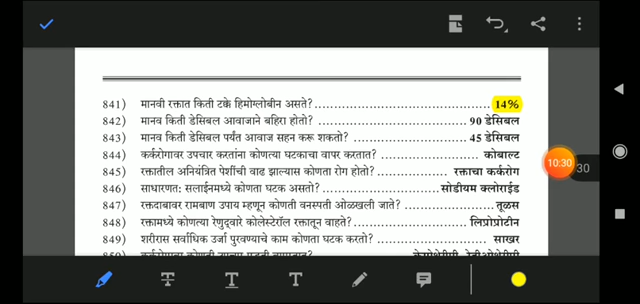 841) मानवी रक्तात किती टक्के हिमोग्लोबीन असते? 14%
842) मानव किती डेसिबल आवाजाने बहिरा होतो? 90 डेसिबल
843) मानव किती डेसिबल पर्यंत आवाज सहन करू शकतो? 45 डेसिबल
844) कर्करोगावर उपचार करतांना कोणत्या घटकाचा वापर करतात? कोबाल्ट
845) रक्तातील अनियंत्रित पेशींची वाढ झाल्यास कोणता रोग होतो? रक्ताचा कर्करोग
846) साधारणतः सलाईनमध्ये कोणता घटक असतो? सोडीयम क्लोराईड
847) रक्तदाबावर रामबाण उपाय म्हणून कोणती वनस्पती ओळखली जाते? तूळस
848) रक्तामध्ये कोणत्या रेणुद्वारे कोलेस्टेरॉल रक्तातून वाहते? लिप्रोप्रोटीन
849) शरीरास सर्वाधिक उर्जा पुरवण्याचे काम कोणता घटक करतो? साखर
10:30
30